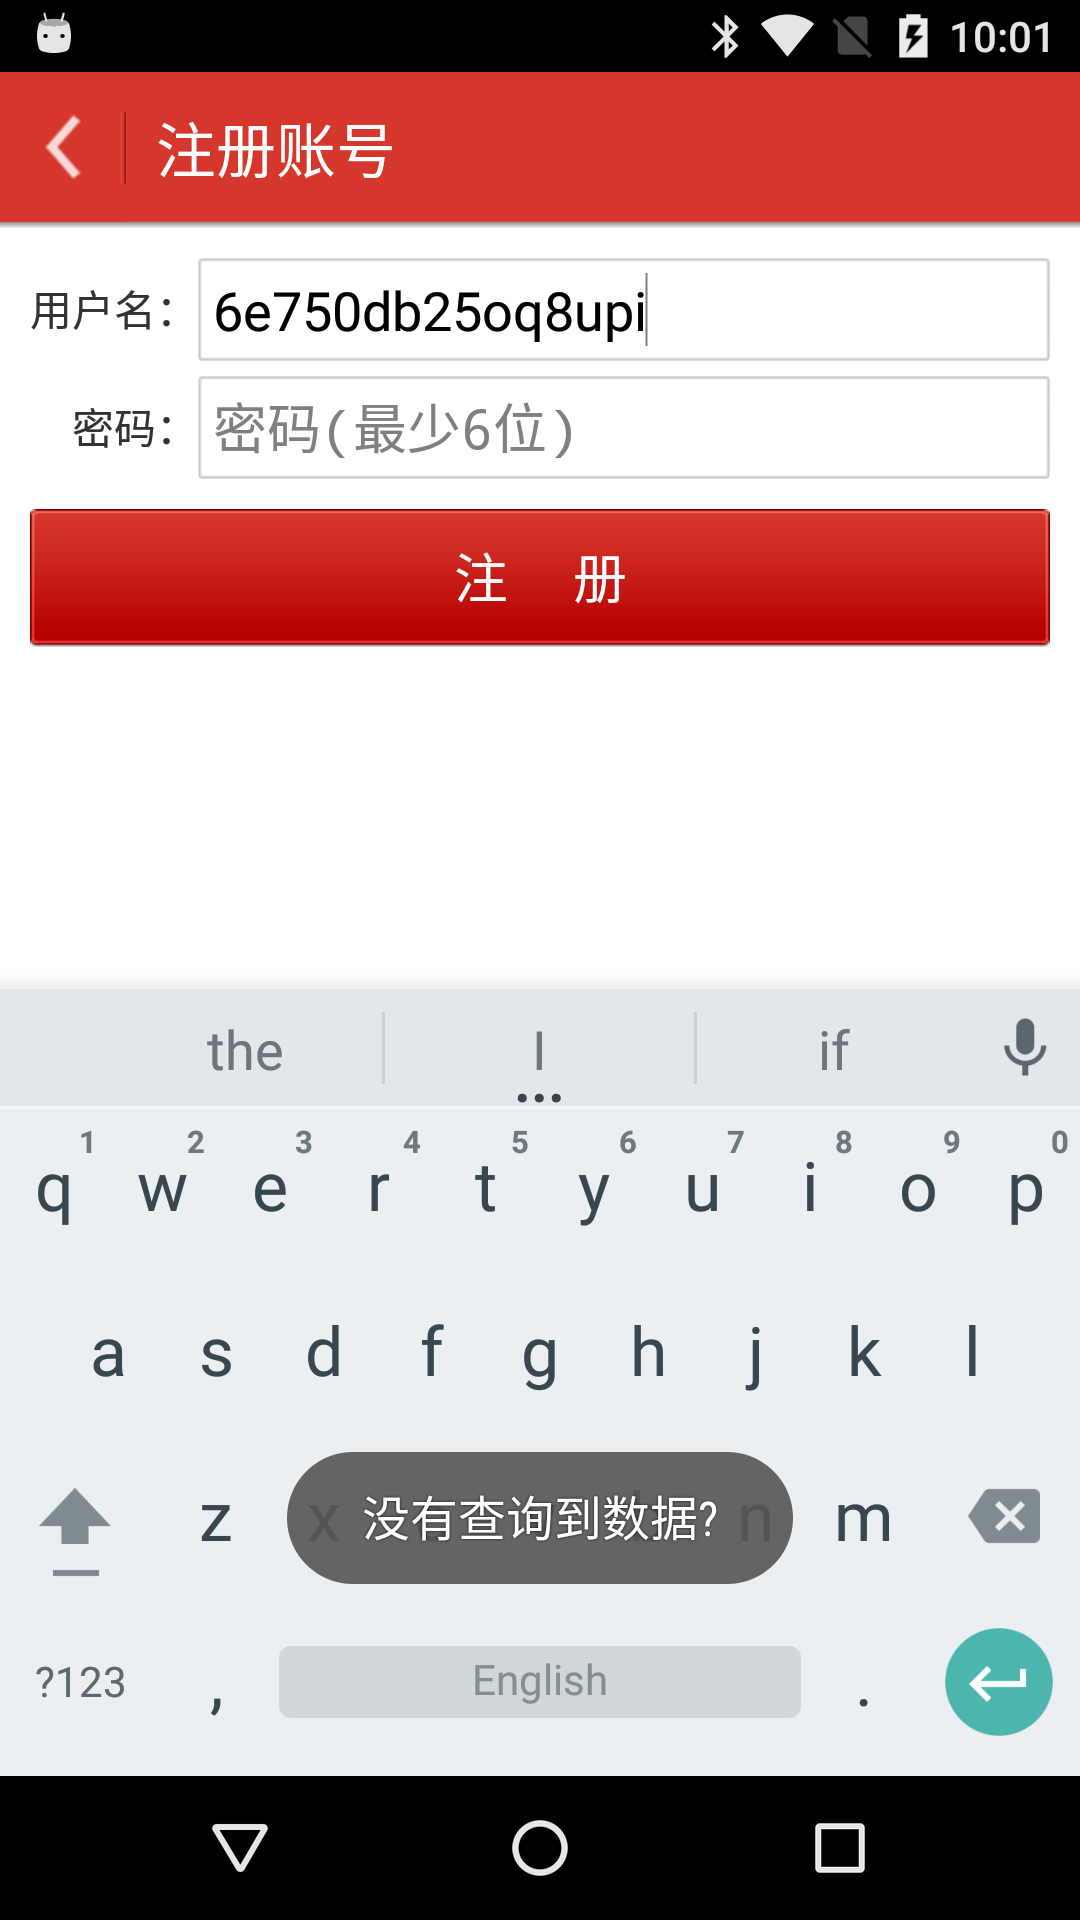 10:01
注册账号
用户名：
6e750db25oq8upi
密码：
密码(最少6位)
注 册
the I if
1 2 3 4 5 6 7 8 9 0
q w e r t y u i o p
a s d f g h j k l
z x n m
没有查询到数据?
?123 , English .